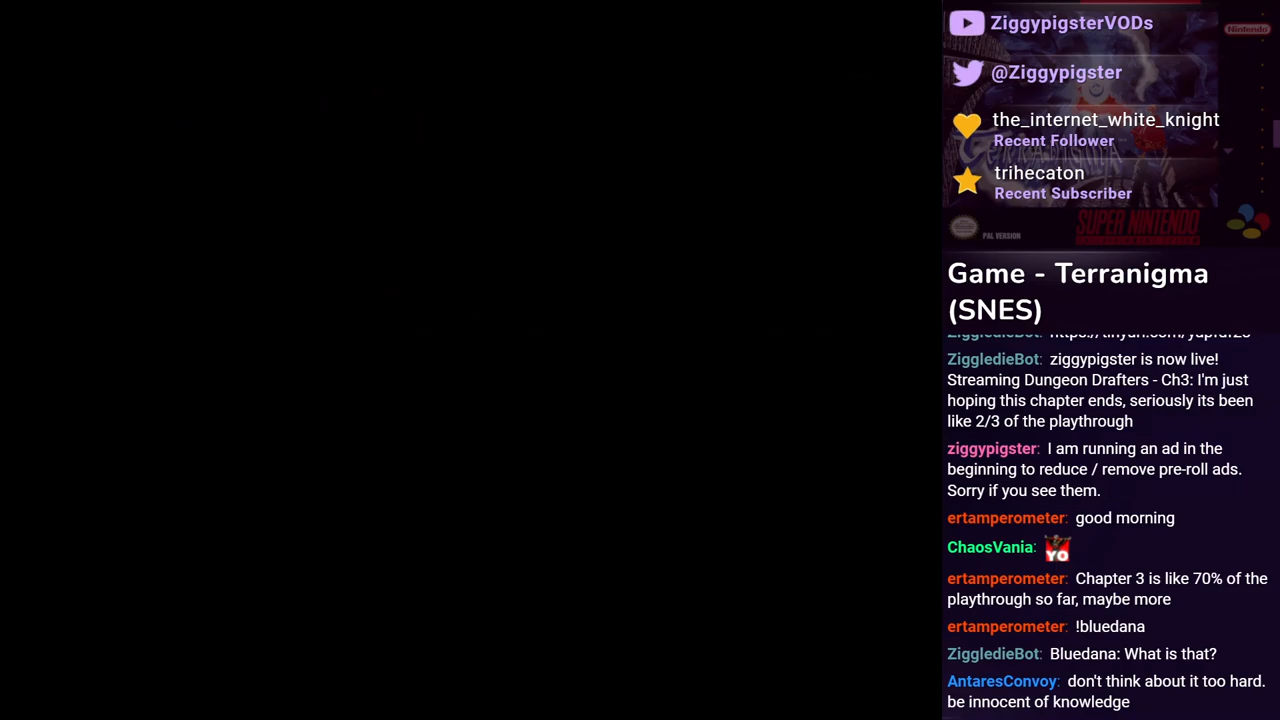 ZiggypigsterVODs
Nintendo
@Ziggypigster
the_internet_white_knight
Recent Follower
trihecaton
Recent Subscriber
PAL VERSION
SUPER NINTENDO
Game - Terranigma
(SNES)
ZiggledieBot: ziggypigster is now live!
Streaming Dungeon Drafters - Ch3: I'm just
hoping this chapter ends, seriously its been
like 2/3 of the playthrough
ziggypigster: I am running an ad in the
beginning to reduce / remove pre-roll ads.
Sorry if you see them.
ertamperometer: good morning
ChaosVania: YO
ertamperometer: Chapter 3 is like 70% of the
playthrough so far, maybe more
ertamperometer: !bluedana
ZiggledieBot: Bluedana: What is that?
AntaresConvoy: don't think about it too hard.
be innocent of knowledge